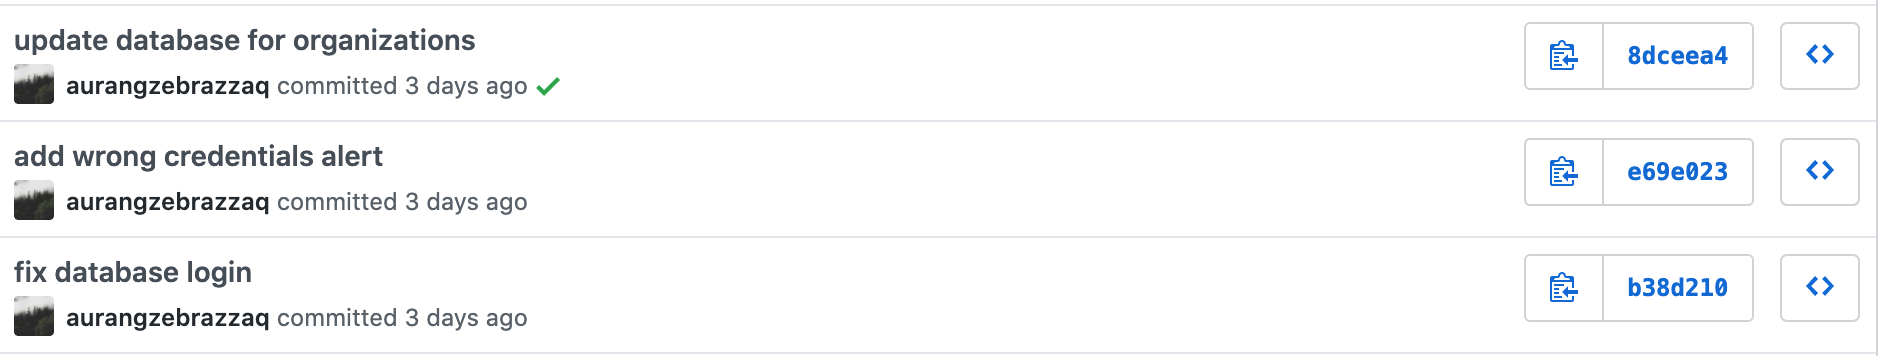 update database for organizations
8dceea4
aurangzebrazzaq committed 3 days ago
add wrong credentials alert
e69e023
aurangzebrazzaq committed 3 days ago
fix database login
b38d210
aurangzebrazzaq committed 3 days ago